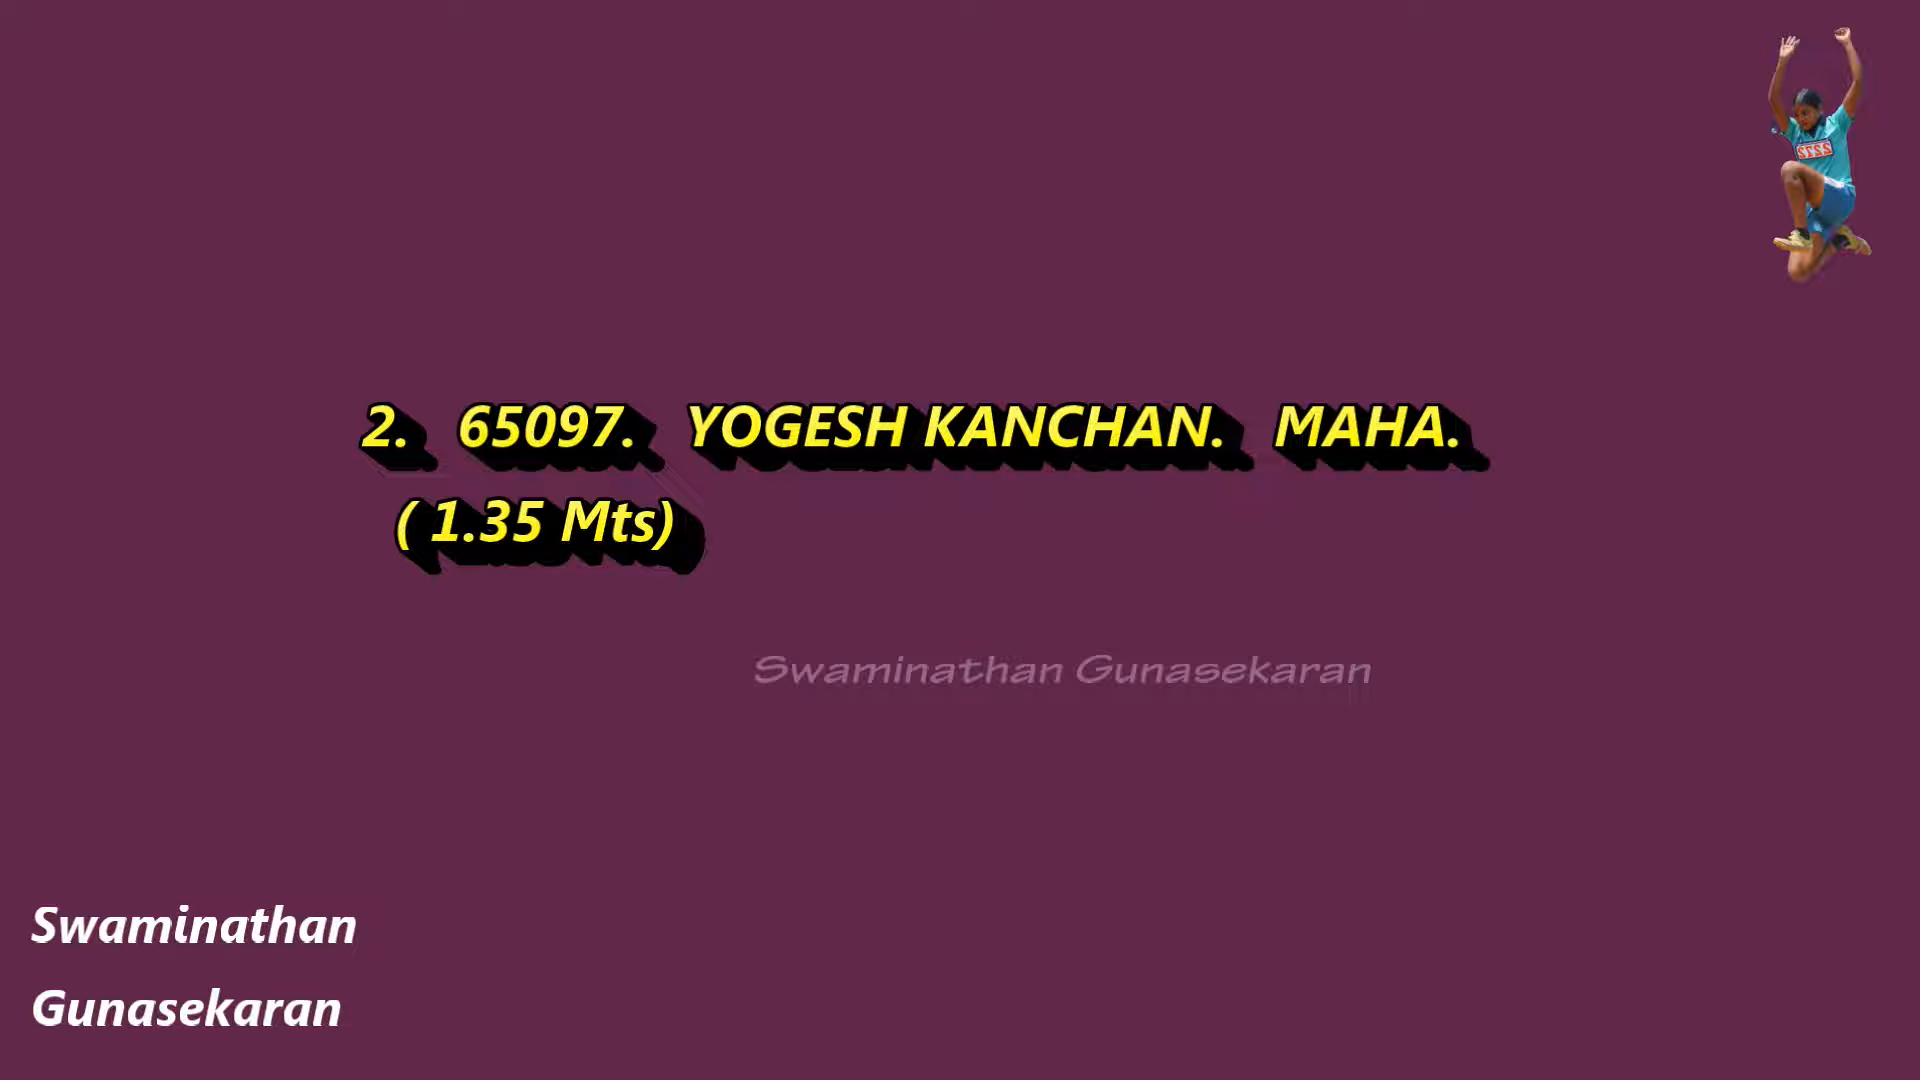 2. 65097. YOGESH KANCHAN. MAHA.
( 1.35 Mts)
Swaminathan Gunasekaran
Swaminathan
Gunasekaran